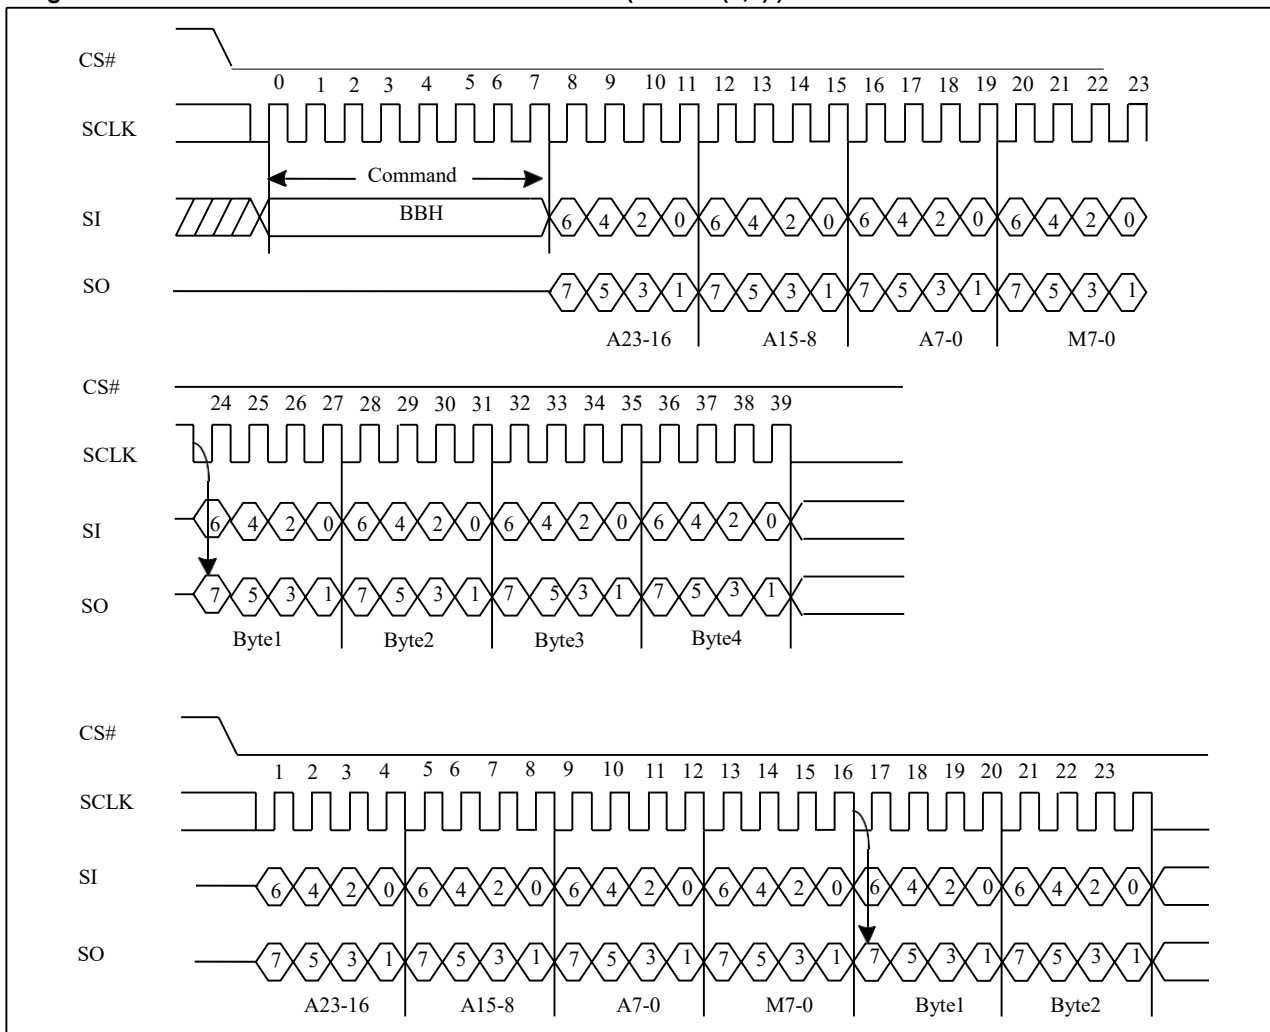 CS#
0 1 2 3 4 5 6 7 8 9 10 11 12 13 14 15 16 17 18 19 20 21 22 23
SCLK
Command
SI BBH 6 4 2 0 6 4 2 0 6 4 2 0 6 4 2 0
SO 7 5 3 1 7 5 3 1 7 5 3 1 7 5 3 1
A23-16 A15-8 A7-0 M7-0
CS#
24 25 26 27 28 29 30 31 32 33 34 35 36 37 38 39
SCLK
SI 6 4 2 0 6 4 2 0 6 4 2 0 6 4 2 0
SO 7 5 3 1 7 5 3 1 7 5 3 1 7 5 3 1
Byte1 Byte2 Byte3 Byte4
CS#
1 2 3 4 5 6 7 8 9 10 11 12 13 14 15 16 17 18 19 20 21 22 23
SCLK
SI 6 4 2 0 6 4 2 0 6 4 2 0 6 4 2 0 6 4 2 0 6 4 2 0
SO 7 5 3 1 7 5 3 1 7 5 3 1 7 5 3 1 7 5 3 1 7 5 3 1
A23-16 A15-8 A7-0 M7-0 Byte1 Byte2